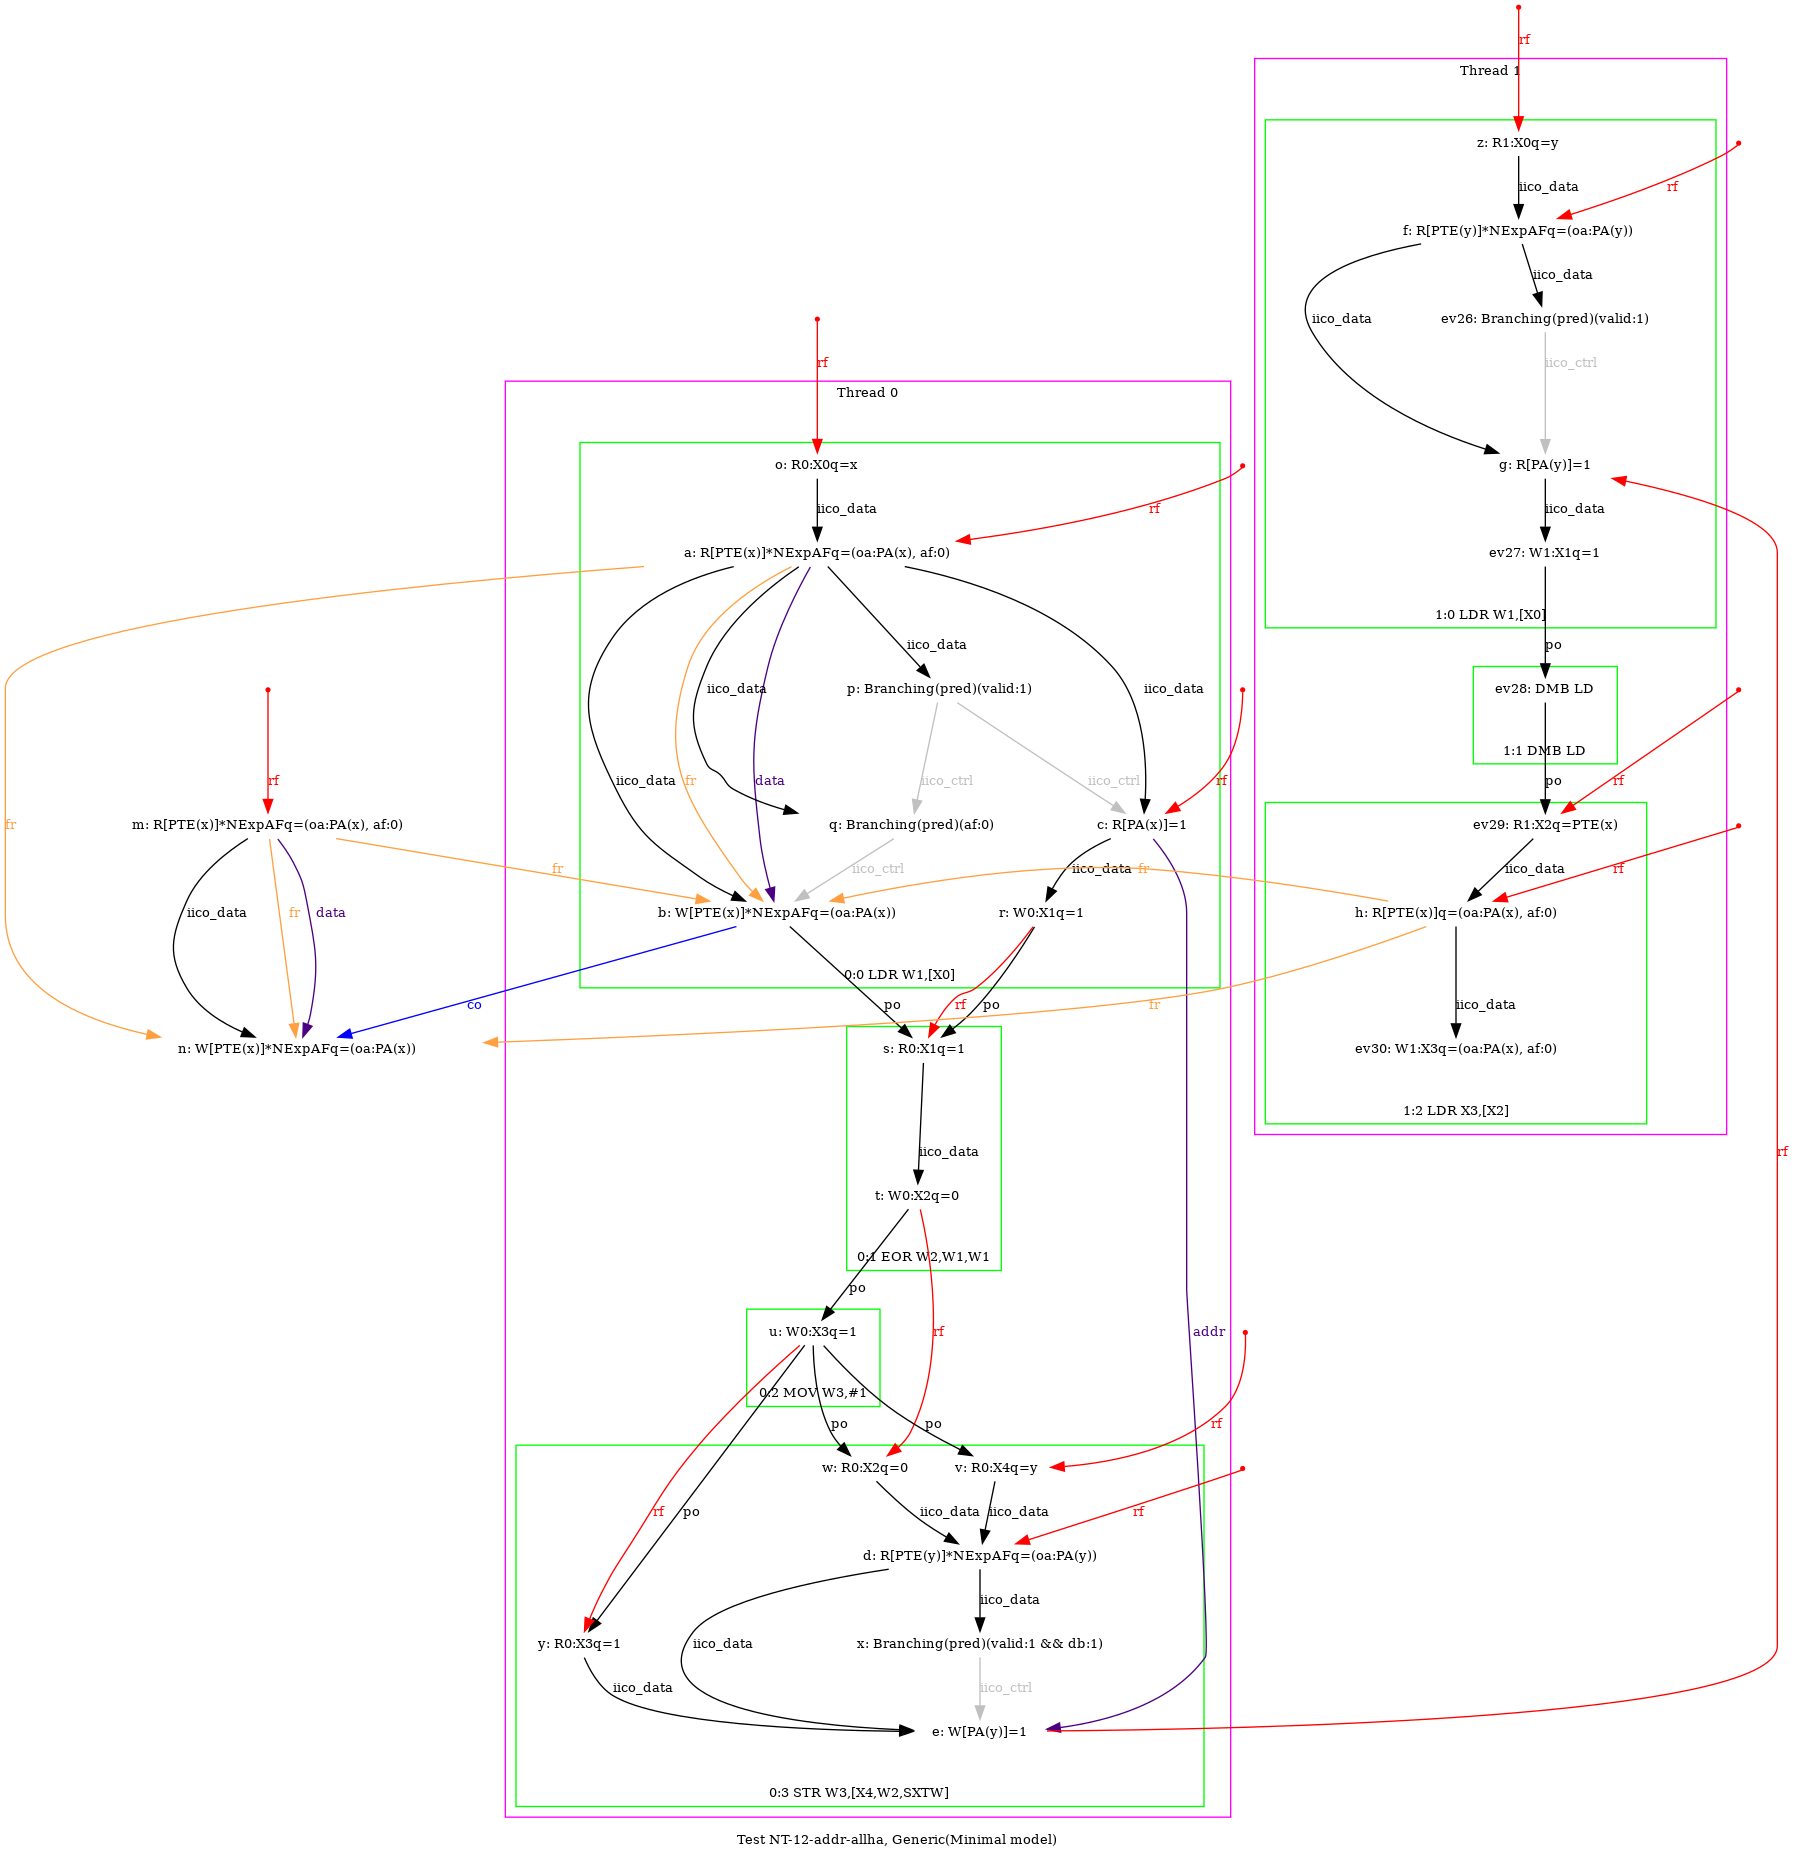 rf
Thread 1
z: R1:X0q=y
iico_data
rf
f: R[PTE(y)]*NExpAFq=(oa:PA(y))
iico_data
iico_data
ev26: Branching(pred)(valid:1)
rf
iico_ctrl
Thread 0
o: R0:X0q=x
g: R[PA(y)]=1
iico_data
rf
iico_data
a: R[PTE(x)]*NExpAFq=(oa:PA(x), af:0)
ev27: W1:X1q=1
1:0 LDR W1,[X0]
iico_data
po
iico_data
p: Branching(pred)(valid:1)
iico_data
ev28: DMB LD
1:1 DMB LD
rf
iico_data
fr
data
iico_ctrl
iico_ctrl
rf
po
rf
fr
m: R[PTE(x)]*NExpAFq=(oa:PA(x), af:0)
q: Branching(pred)(af:0)
c: R[PA(x)]=1
ev29: R1:X2q=PTE(x)
fr
iico_ctrl
iico_data
fr
iico_data
rf
iico_data
fr
data
b: W[PTE(x)]*NExpAFq=(oa:PA(x))
r: W0:X1q=1
h: R[PTE(x)]q=(oa:PA(x), af:0)
0:0 LDR W1,[X0]
co
po
rf
po
fr
iico_data
n: W[PTE(x)]*NExpAFq=(oa:PA(x))
s: R0:X1q=1
ev30: W1:X3q=(oa:PA(x), af:0)
1:2 LDR X3,[X2]
iico_data
rf
t: W0:X2q=0
0:1 EOR W2,W1,W1
po
u: W0:X3q=1
rf
addr
0:2 MOV W3,#1
po
po
rf
w: R0:X2q=0
v: R0:X4q=y
rf
po
iico_data
iico_data
rf
d: R[PTE(y)]*NExpAFq=(oa:PA(y))
iico_data
y: R0:X3q=1
iico_data
x: Branching(pred)(valid:1 && db:1)
iico_data
iico_ctrl
e: W[PA(y)]=1
0:3 STR W3,[X4,W2,SXTW]
Test NT-12-addr-allha, Generic(Minimal model)